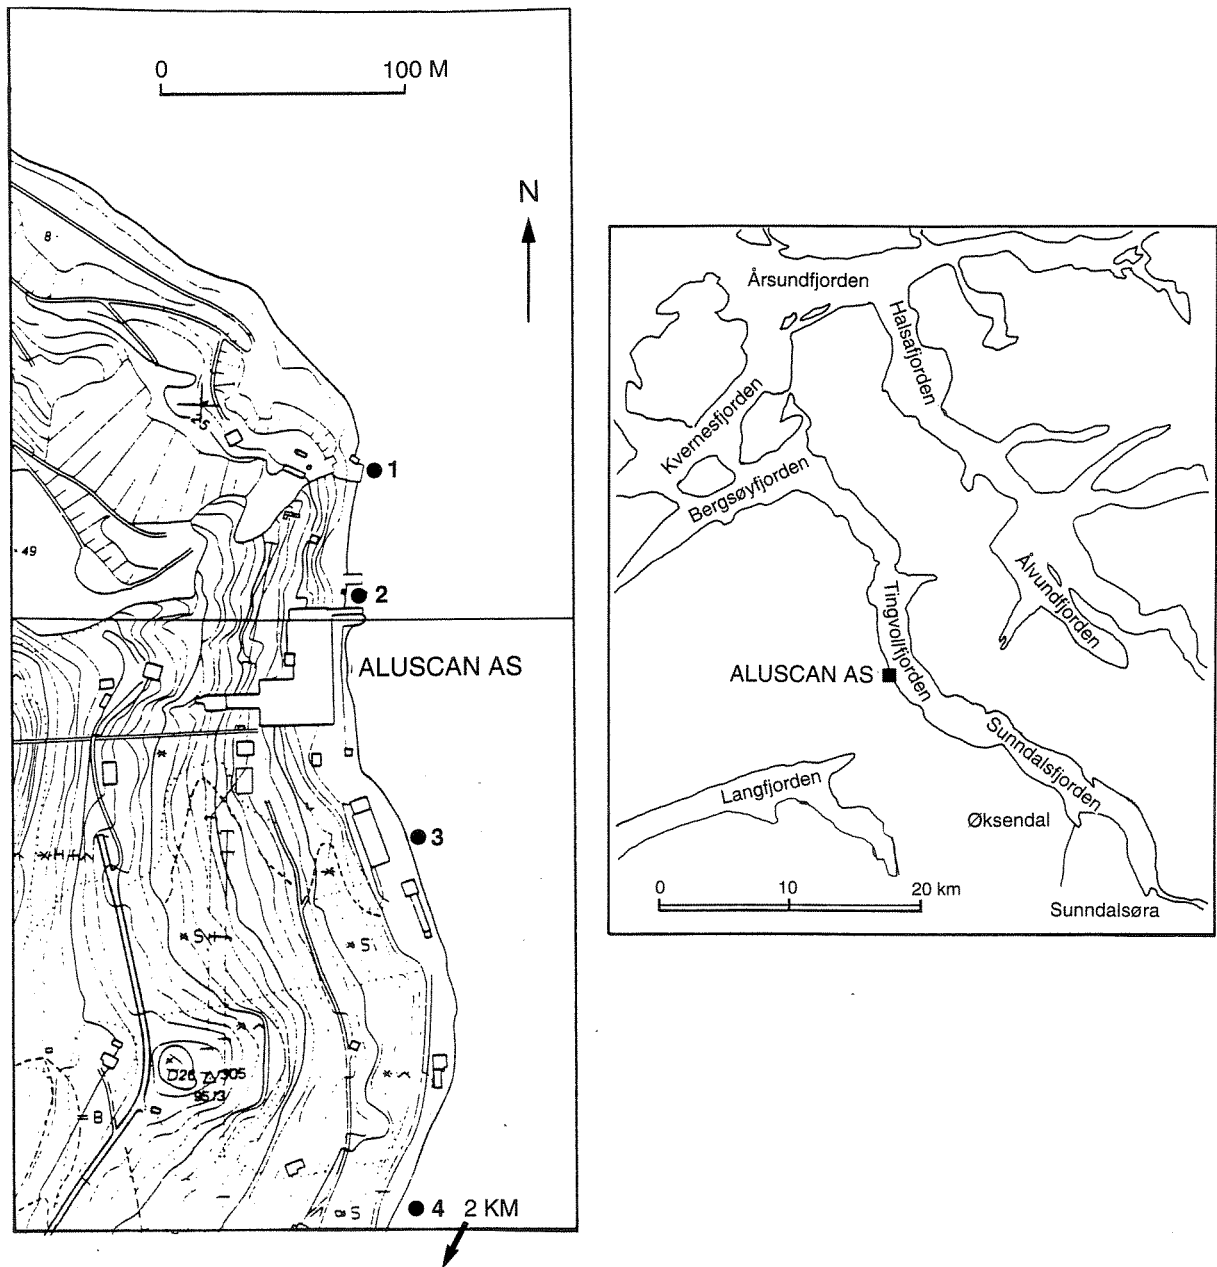 0 100 M
N
8
25
49
1
2
ALUSCAN AS
3
S
S
B
S
4 2 KM
Årsundfjorden
Halsafjorden
Kvernesfjorden
Bergsøyfjorden
Ålvundfjorden
Tingvollfjorden
ALUSCAN AS
Sunndalsfjorden
Langfjorden
Øksendal
0 10 20 km
Sunndalsøra